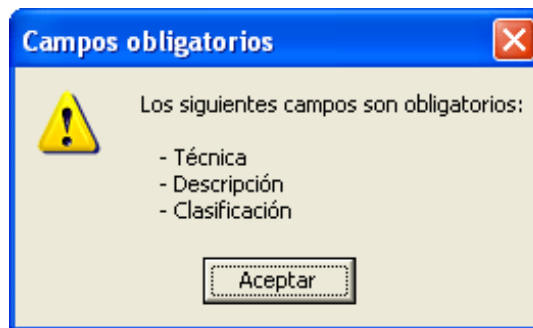 Campos obligatorios
Los siguientes campos son obligatorios:
- Técnica
- Descripción
- Clasificación
Aceptar